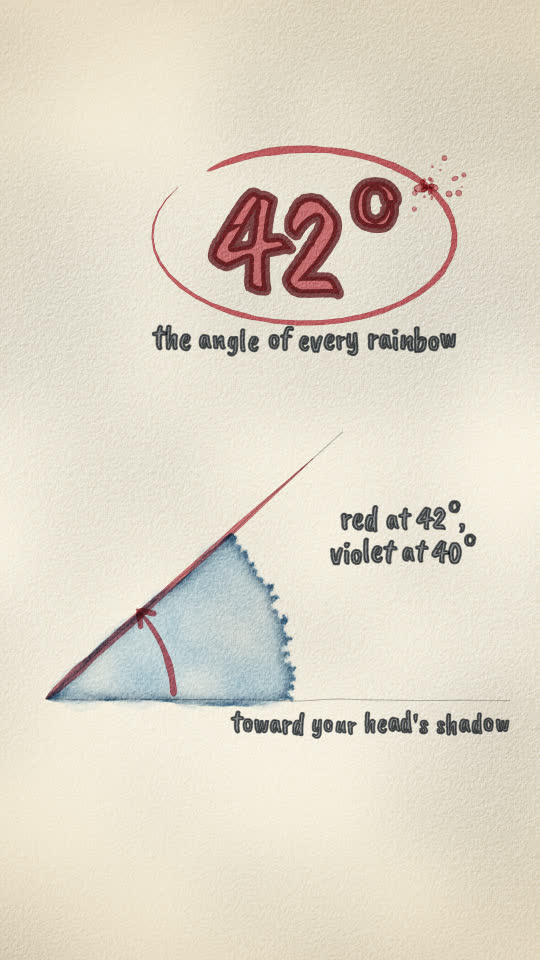 42°
the angle of every rainbow
red at 42°,
violet at 40°
toward your head's shadow